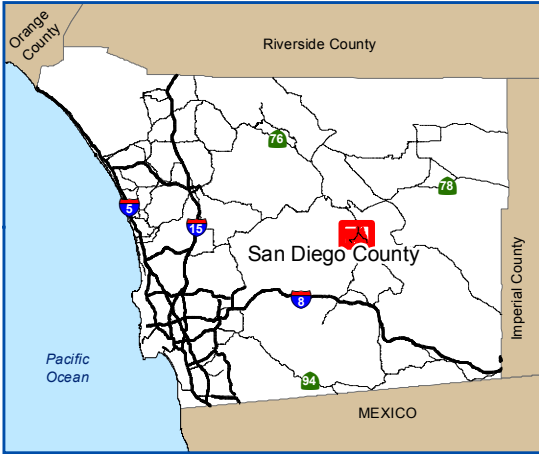 Orange
County
Riverside County
76
78
5
15
San Diego County
Imperial County
8
Pacific
Ocean
94
MEXICO